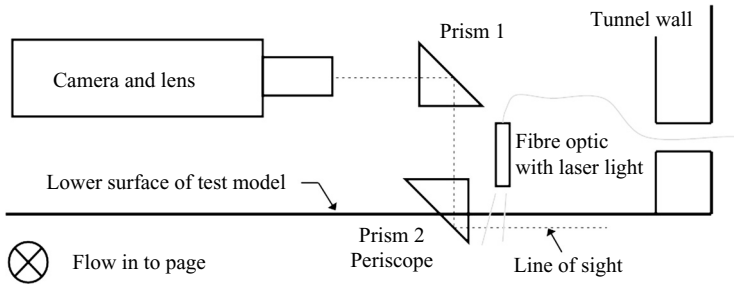 Tunnel wall
Prism 1
Camera and lens
Fibre optic
with laser light
Lower surface of test model
Prism 2
Periscope
Flow in to page
Line of sight